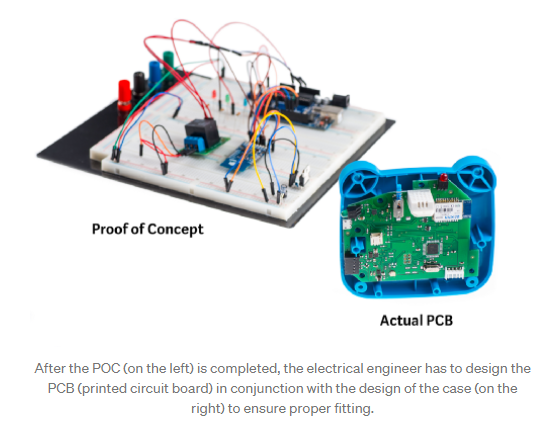 Proof of Concept
Actual PCB
After the POC (on the left) is completed, the electrical engineer has to design the
PCB (printed circuit board) in conjunction with the design of the case (on the
right) to ensure proper fitting.